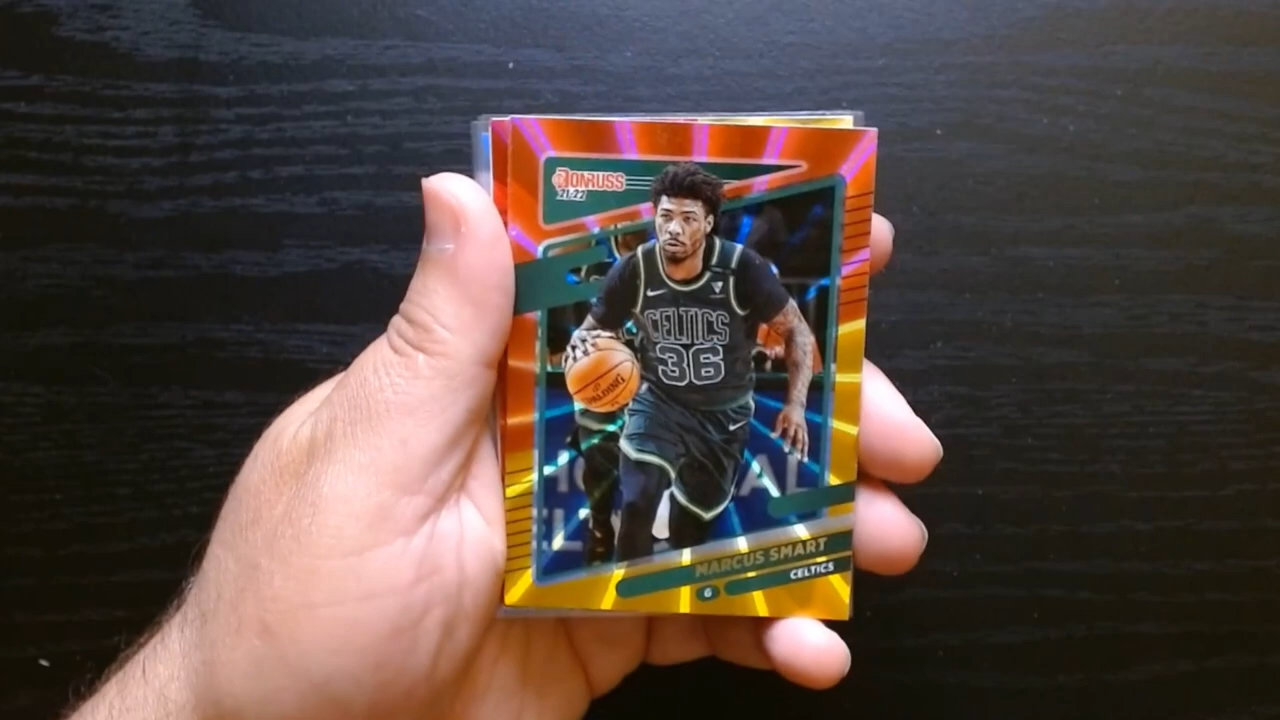 DONRUSS
21/22
CELTICS
36
SPALDING
MARCUS SMART
CELTICS
G